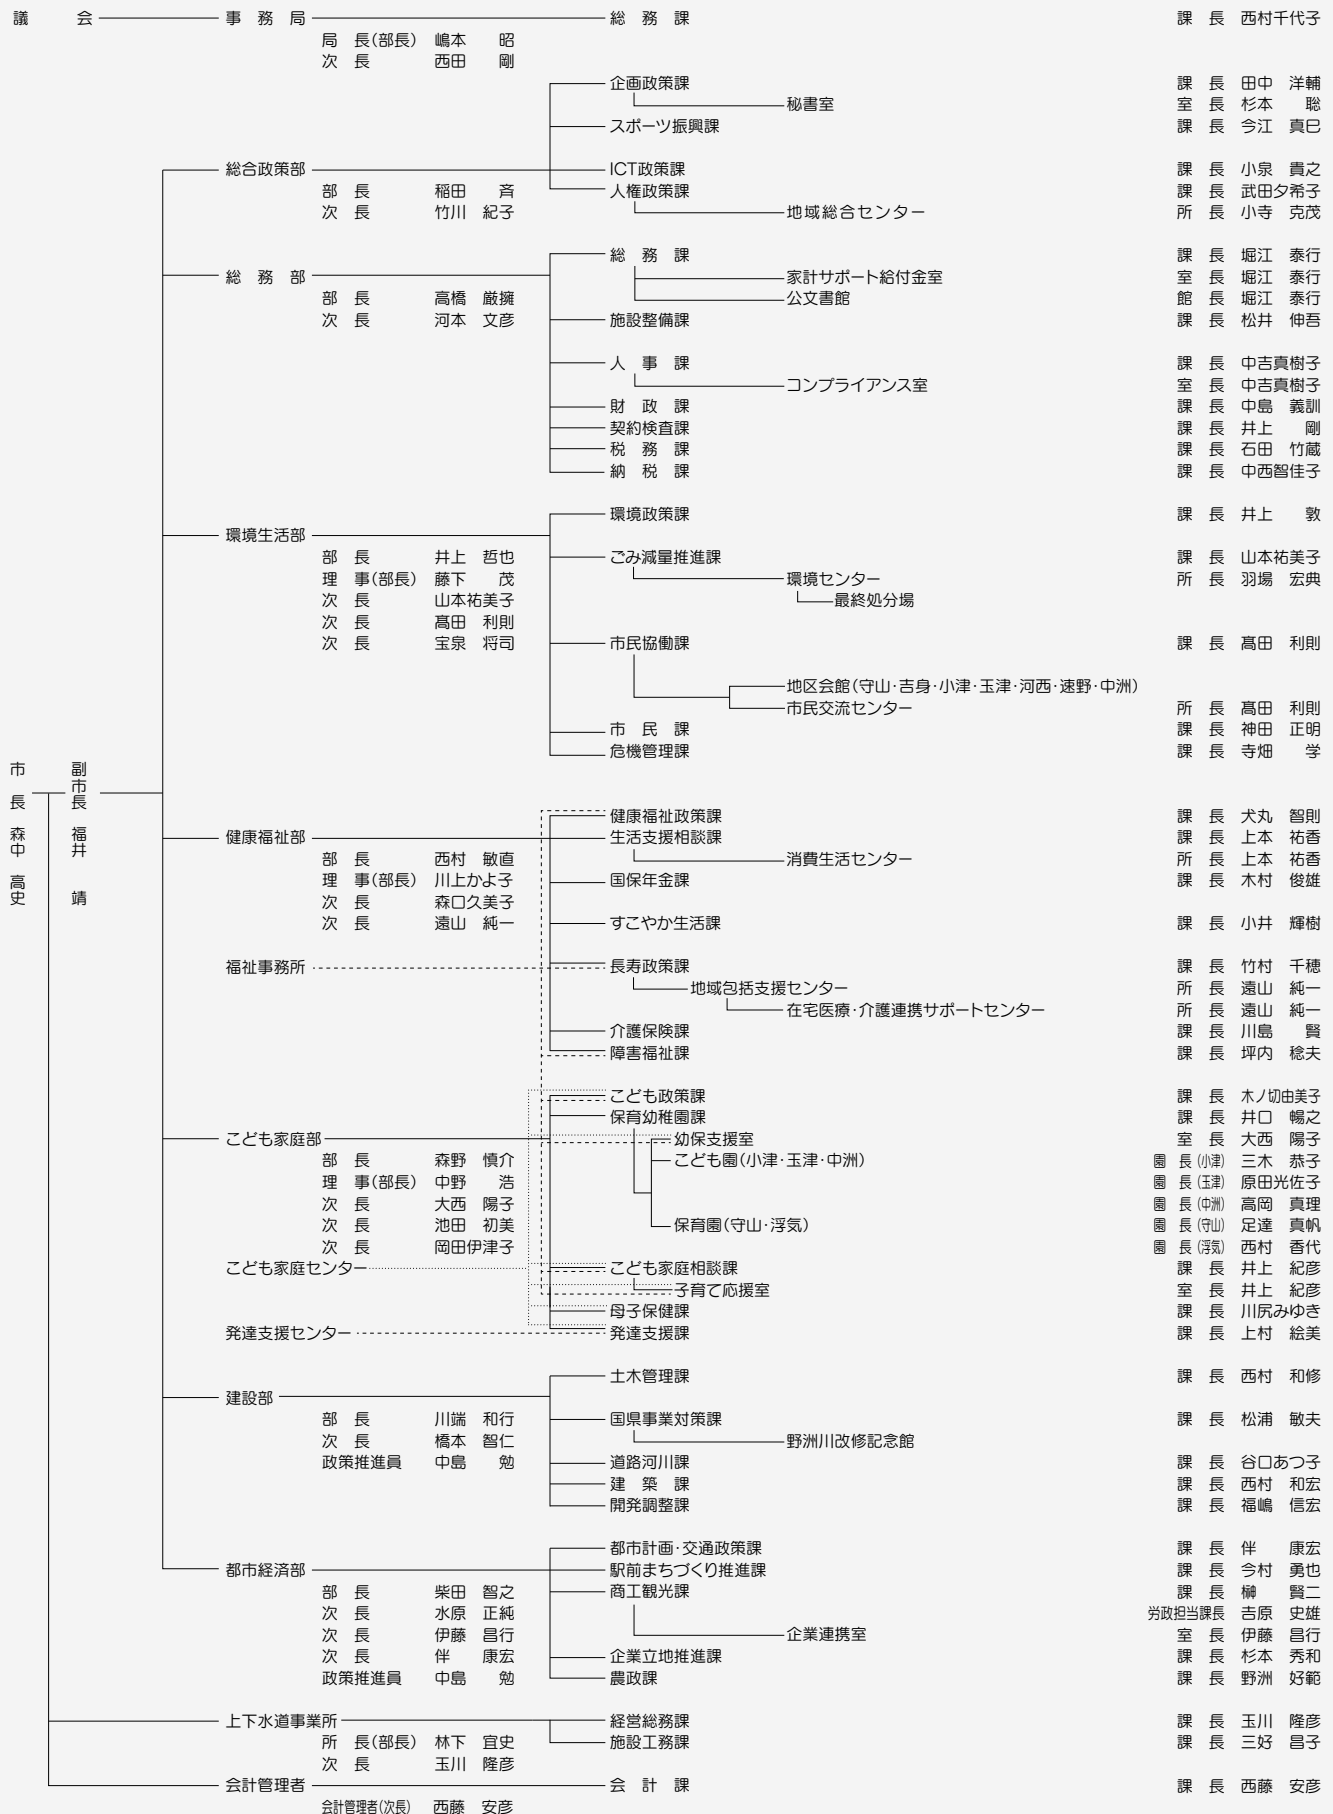 議　会　事　務　局　総　務　課　課　長　西村千代子
局　長(部長)　嶋本　昭
次　長　西田　剛
企画政策課　課　長　田中　洋輔
秘書室　室　長　杉本　聡
スポーツ振興課　課　長　今江　真巳
総合政策部　ICT政策課　課　長　小泉　貴之
部　長　稲田　斉　人権政策課　課　長　武田夕希子
次　長　竹川　紀子　地域総合センター　所　長　小寺　克茂
総　務　課　課　長　堀江　泰行
総　務　部　家計サポート給付金室　室　長　堀江　泰行
部　長　高橋　厳擁　公文書館　館　長　堀江　泰行
次　長　河本　文彦　施設整備課　課　長　松井　伸吾
人　事　課　課　長　中吉真樹子
コンプライアンス室　室　長　中吉真樹子
財　政　課　課　長　中島　義訓
契約検査課　課　長　井上　剛
税　務　課　課　長　石田　竹蔵
納　税　課　課　長　中西智佳子
環境政策課　課　長　井上　敦
環境生活部
部　長　井上　哲也　ごみ減量推進課　課　長　山本祐美子
理　事(部長)　藤下　茂　環境センター　所　長　羽場　宏典
次　長　山本祐美子　最終処分場
次　長　髙田　利則
次　長　宝泉　将司　市民協働課　課　長　髙田　利則
地区会館(守山・吉身・小津・玉津・河西・速野・中洲)
市民交流センター　所　長　髙田　利則
市　民　課　課　長　神田　正明
危機管理課　課　長　寺畑　学
市　長　森中　高史
副市長　福井　靖
健康福祉政策課　課　長　犬丸　智則
健康福祉部　生活支援相談課　課　長　上本　祐香
部　長　西村　敏直　消費生活センター　所　長　上本　祐香
理　事(部長)　川上かよ子　国保年金課　課　長　木村　俊雄
次　長　森口久美子
次　長　遠山　純一　すこやか生活課　課　長　小井　輝樹
福祉事務所　長寿政策課　課　長　竹村　千穂
地域包括支援センター　所　長　遠山　純一
在宅医療・介護連携サポートセンター　所　長　遠山　純一
介護保険課　課　長　川島　賢
障害福祉課　課　長　坪内　稔夫
こども政策課　課　長　木ノ切由美子
保育幼稚園課　課　長　井口　暢之
こども家庭部　幼保支援室　室　長　大西　陽子
部　長　森野　慎介　こども園(小津・玉津・中洲)　園　長(小津)　三木　恭子
理　事(部長)　中野　浩　園　長(玉津)　原田光佐子
次　長　大西　陽子　園　長(中洲)　高岡　真理
次　長　池田　初美　保育園(守山・浮気)　園　長(守山)　足達　真帆
次　長　岡田伊津子　園　長(浮気)　西村　香代
こども家庭センター　こども家庭相談課　課　長　井上　紀彦
子育て応援室　室　長　井上　紀彦
母子保健課　課　長　川尻みゆき
発達支援センター　発達支援課　課　長　上村　絵美
土木管理課　課　長　西村　和修
建設部
部　長　川端　和行　国県事業対策課　課　長　松浦　敏夫
次　長　橋本　智仁　野洲川改修記念館
政策推進員　中島　勉　道路河川課　課　長　谷口あつ子
建　築　課　課　長　西村　和宏
開発調整課　課　長　福嶋　信宏
都市計画・交通政策課　課　長　伴　康宏
都市経済部　駅前まちづくり推進課　課　長　今村　勇也
部　長　柴田　智之　商工観光課　課　長　榊　賢二
次　長　水原　正純　労政担当課長　吉原　史雄
次　長　伊藤　昌行　企業連携室　室　長　伊藤　昌行
次　長　伴　康宏　企業立地推進課　課　長　杉本　秀和
政策推進員　中島　勉　農政課　課　長　野洲　好範
上下水道事業所　経営総務課　課　長　玉川　隆彦
所　長(部長)　林下　宜史　施設工務課　課　長　三好　昌子
次　長　玉川　隆彦
会計管理者　会　計　課　課　長　西藤　安彦
会計管理者(次長)　西藤　安彦